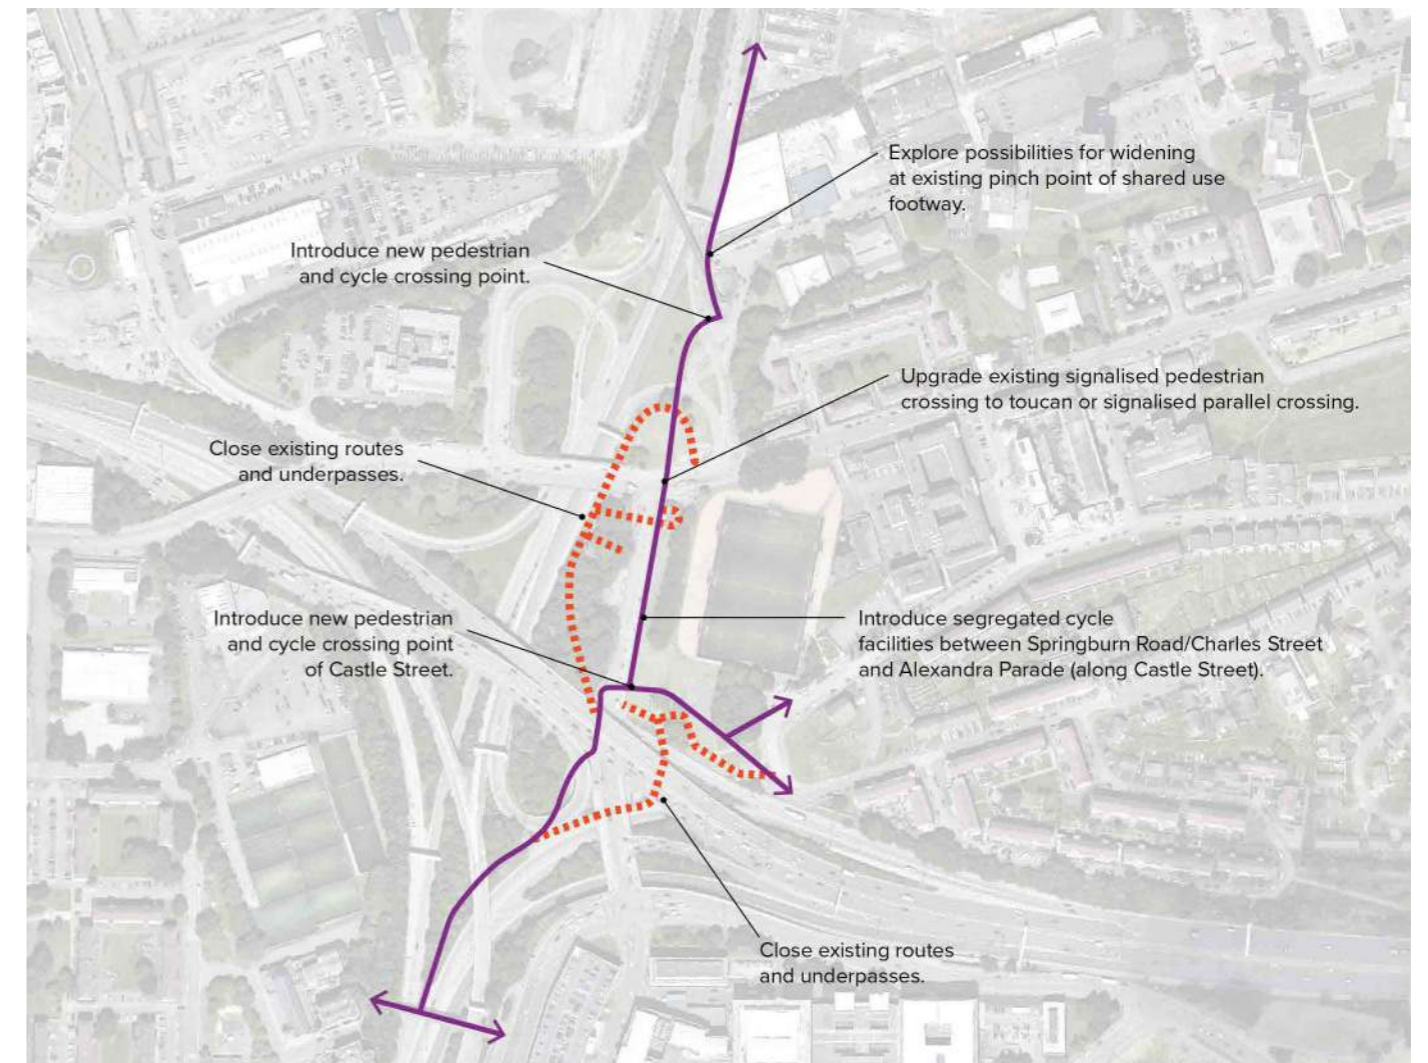 Explore possibilities for widening
at existing pinch point of shared use
footway.
Introduce new pedestrian
and cycle crossing point.
Upgrade existing signalised pedestrian
crossing to toucan or signalised parallel crossing.
Close existing routes
and underpasses.
Introduce new pedestrian
and cycle crossing point
of Castle Street.
Introduce segregated cycle
facilities between Springburn Road/Charles Street
and Alexandra Parade (along Castle Street).
Close existing routes
and underpasses.